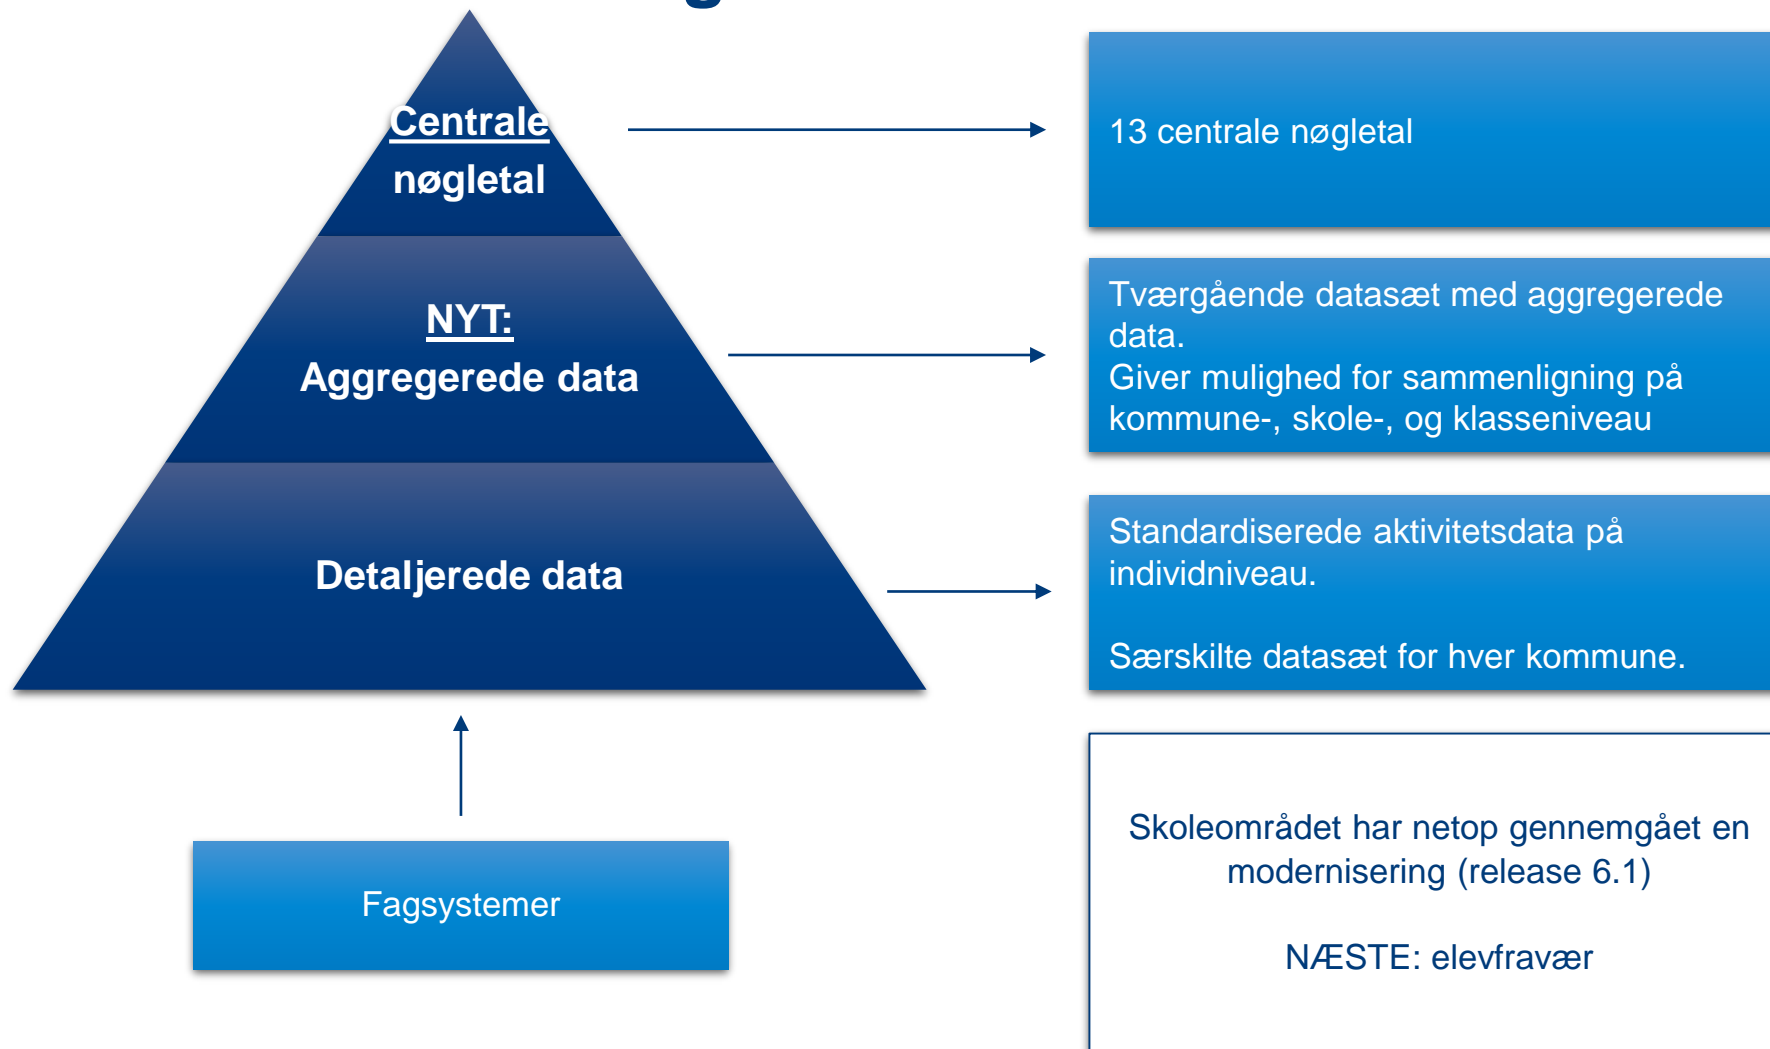 Centrale
nøgletal
13 centrale nøgletal
NYT:
Aggregerede data
Tværgående datasæt med aggregerede
data.
Giver mulighed for sammenligning på
kommune-, skole-, og klasseniveau
Detaljerede data
Standardiserede aktivitetsdata på
individniveau.
Særskilte datasæt for hver kommune.
Fagsystemer
Skoleområdet har netop gennemgået en
modernisering (release 6.1)
NÆSTE: elevfravær